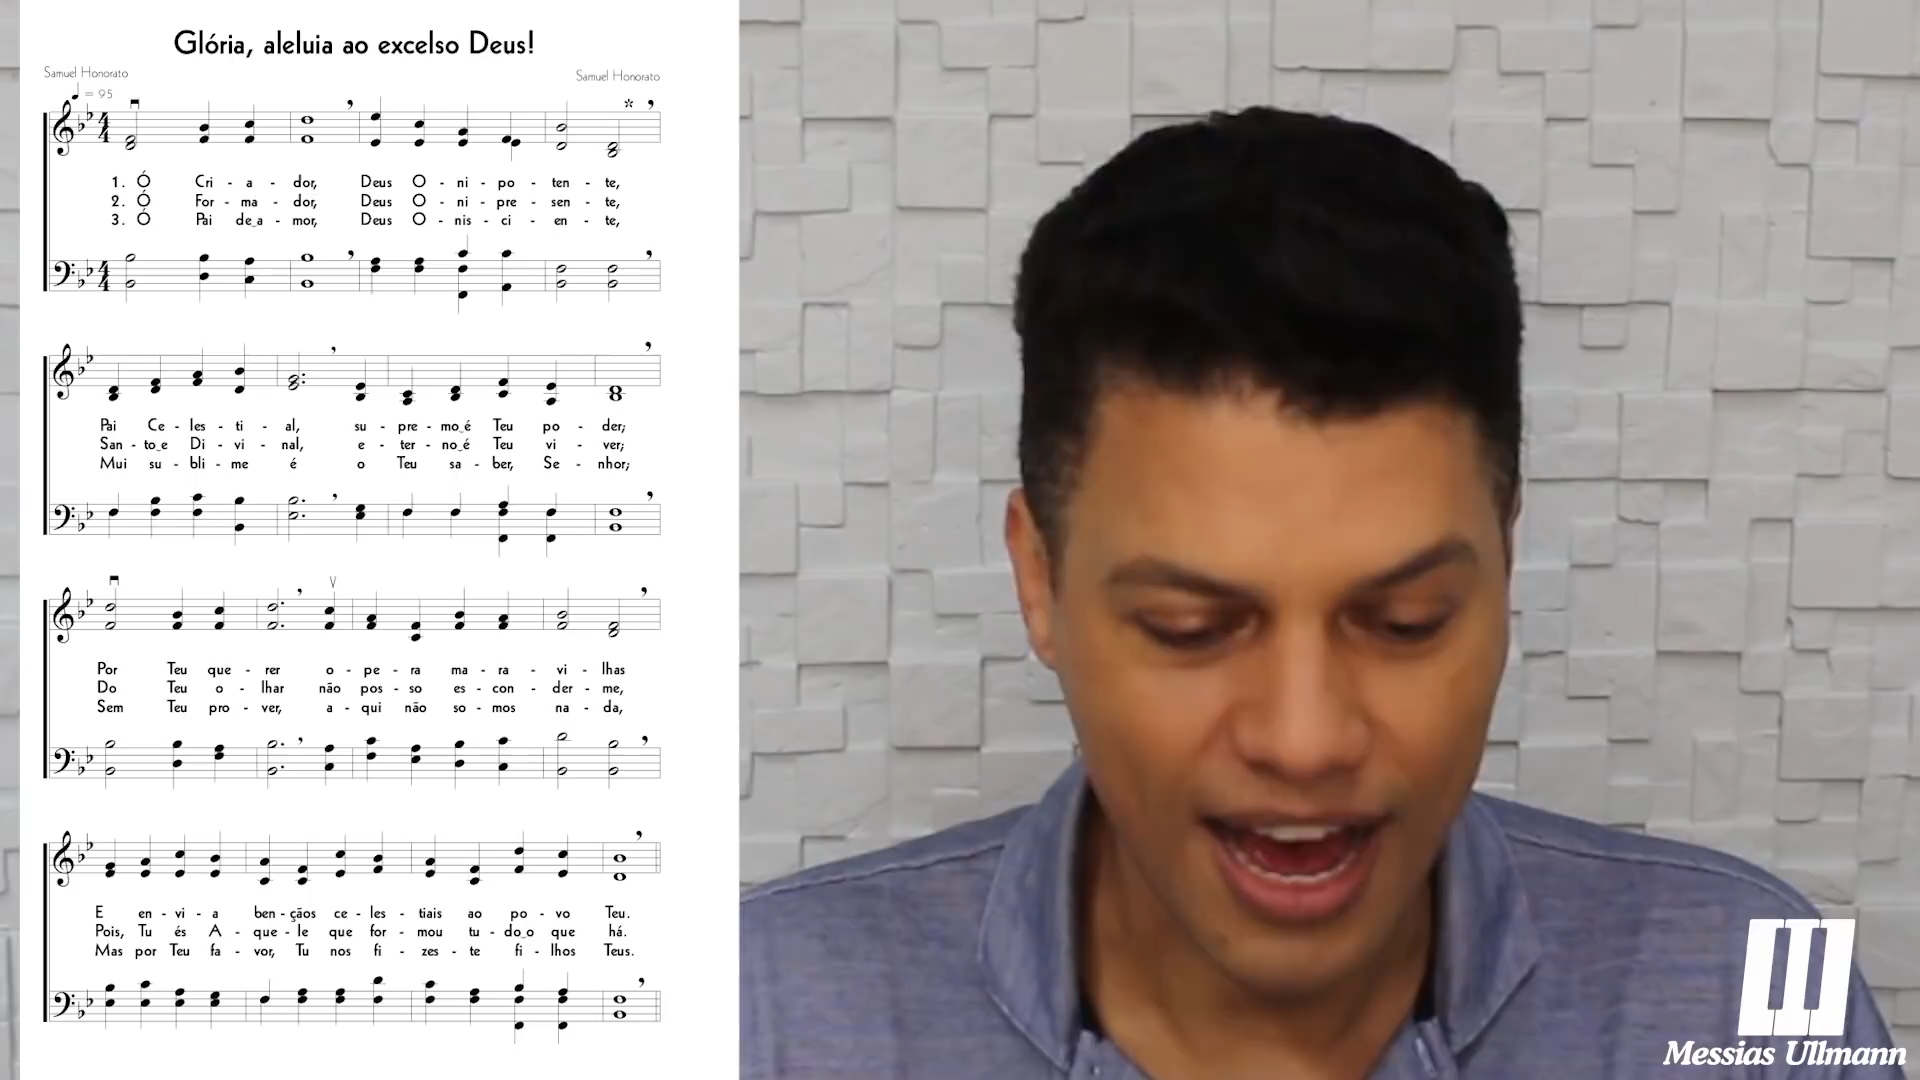 Glória, aleluia ao excelso Deus!
Samuel Honorato
Samuel Honorato
= 95
1. Ó Cri - a - dor, Deus O - ni - po - ten - te,
2. Ó For - ma - dor, Deus O - ni - pre - sen - te,
3. Ó Pai de_a - mor, Deus O - nis - ci - en - te,
Pai Ce - les - ti - al, su - pre - mo_é Teu po - der;
San - to_e Di - vi - nal, e - ter - no_é Teu vi - ver;
Mui su - bli - me é o Teu sa - ber, Se - nhor;
Por Teu que - rer o - pe - ra ma - ra - vi - lhas
Do Teu o - lhar não pos - so es - con - der - me,
Sem Teu pro - ver, a - qui não so - mos na - da,
E en - vi - a ben - çãos ce - les - tiais ao po - vo Teu.
Pois, Tu és A - que - le que for - mou tu - do_o que há.
Mas por Teu fa - vor, Tu nos fi - zes - te fi - lhos Teus.
Messias Ullmann